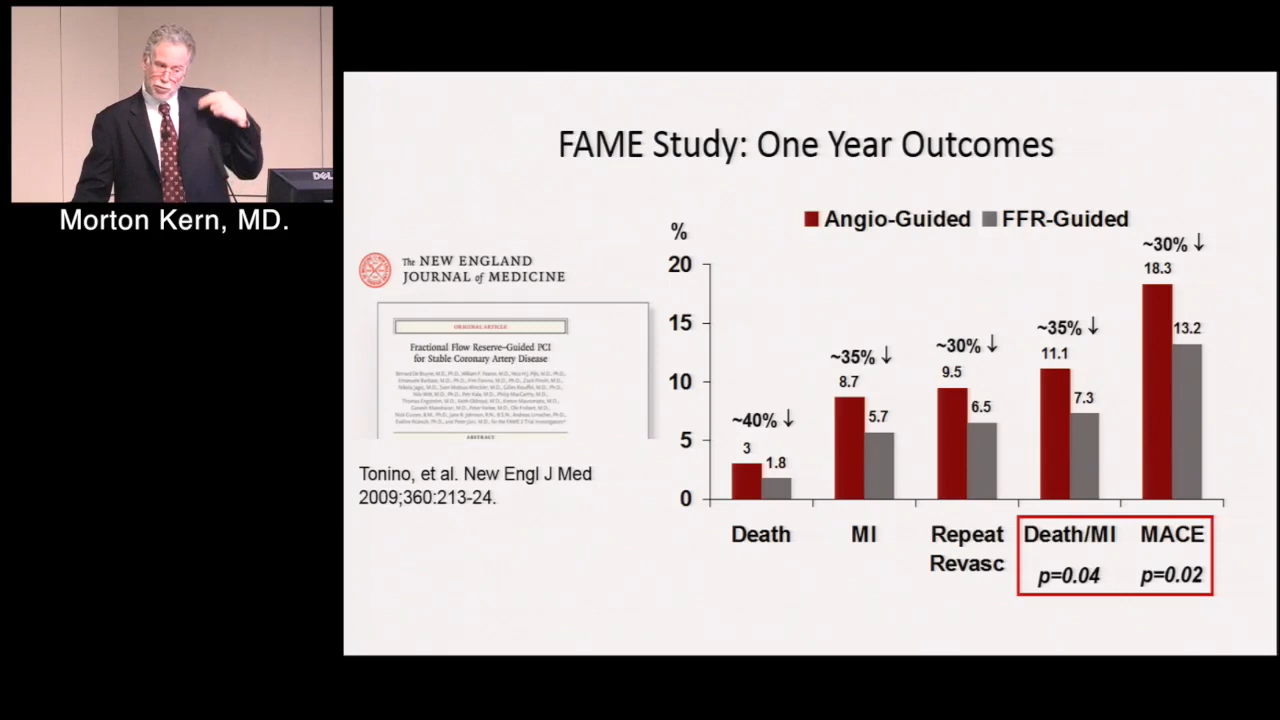 DELL
Morton Kern, MD.
FAME Study: One Year Outcomes
The NEW ENGLAND
JOURNAL of MEDICINE
ORIGINAL ARTICLE
Fractional Flow Reserve–Guided PCI
for Stable Coronary Artery Disease
ABSTRACT
Tonino, et al. New Engl J Med
2009;360:213-24.
Angio-Guided FFR-Guided
%
20
15
10
5
0
~40% ↓
3 1.8
~35% ↓
8.7
5.7
~30% ↓
9.5
6.5
~35% ↓
11.1
7.3
~30% ↓
18.3
13.2
Death MI Repeat Death/MI MACE
Revasc
p=0.04 p=0.02